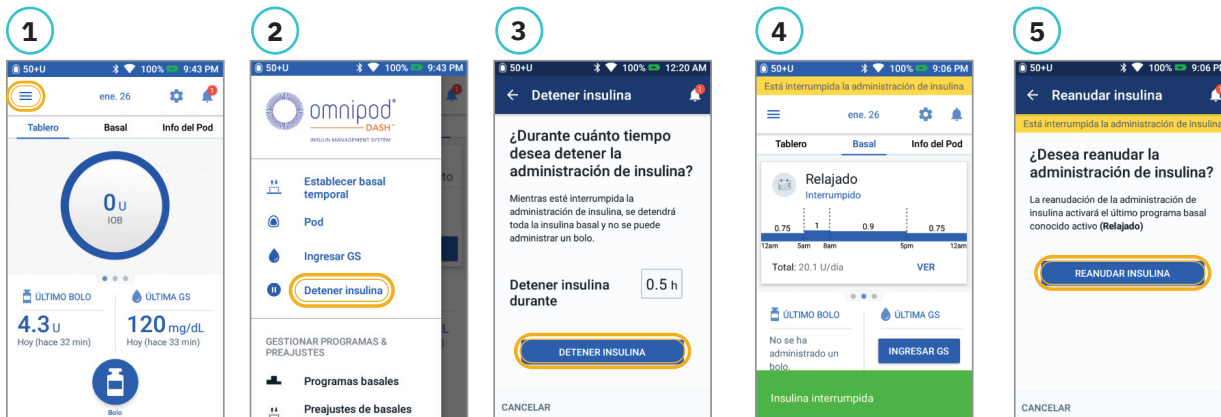 1
50+U 100% 9:43 PM
ene. 26
Tablero Basal Info del Pod
0 U
IOB
ÚLTIMO BOLO ÚLTIMA GS
4.3 U 120 mg/dL
Hoy (hace 32 min) Hoy (hace 33 min)
Bolo
2
50+U 100% 9:43 PM
omnipod®
DASH™
INSULIN MANAGEMENT SYSTEM
Establecer basal
temporal
Pod
Ingresar GS
Detener insulina
GESTIONAR PROGRAMAS &
PREAJUSTES
Programas basales
Preajustes de basales
3
50+U 100% 12:20 AM
Detener insulina
¿Durante cuánto tiempo
desea detener la
administración de insulina?
Mientras esté interrumpida la
administración de insulina, se detendrá
toda la insulina basal y no se puede
administrar un bolo.
Detener insulina
durante
0.5 h
DETENER INSULINA
CANCELAR
4
50+U 100% 9:06 PM
Está interrumpida la administración de insulina
ene. 26
Tablero Basal Info del Pod
Relajado
Interrumpido
0.75 1 0.9 0.75
12am 5am 8am 5pm 12am
Total: 20.1 U/día VER
ÚLTIMO BOLO ÚLTIMA GS
No se ha
administrado un
bolo.
INGRESAR GS
Insulina interrumpida
5
50+U 100% 9:06 PM
Reanudar insulina
Está interrumpida la administración de insulina
¿Desea reanudar la
administración de insulina?
La reanudación de la administración de
insulina activará el último programa basal
conocido activo (Relajado)
REANUDAR INSULINA
CANCELAR